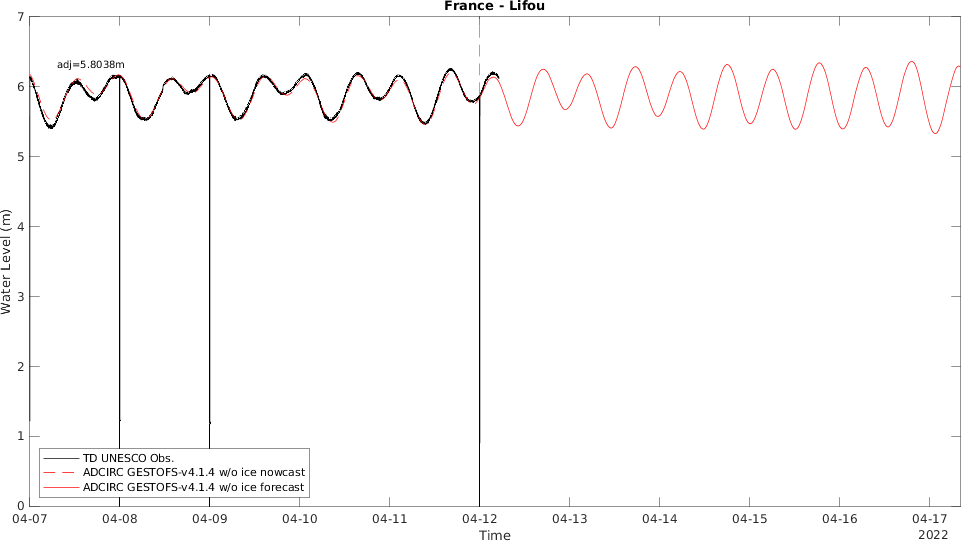 France - Lifou
7
adj=5.8038m
6
5
4
3
2
1
0
Water Level (m)
TD UNESCO Obs.
ADCIRC GESTOFS-v4.1.4 w/o ice nowcast
ADCIRC GESTOFS-v4.1.4 w/o ice forecast
04-07 04-08 04-09 04-10 04-11 04-12 04-13 04-14 04-15 04-16 04-17
Time
2022